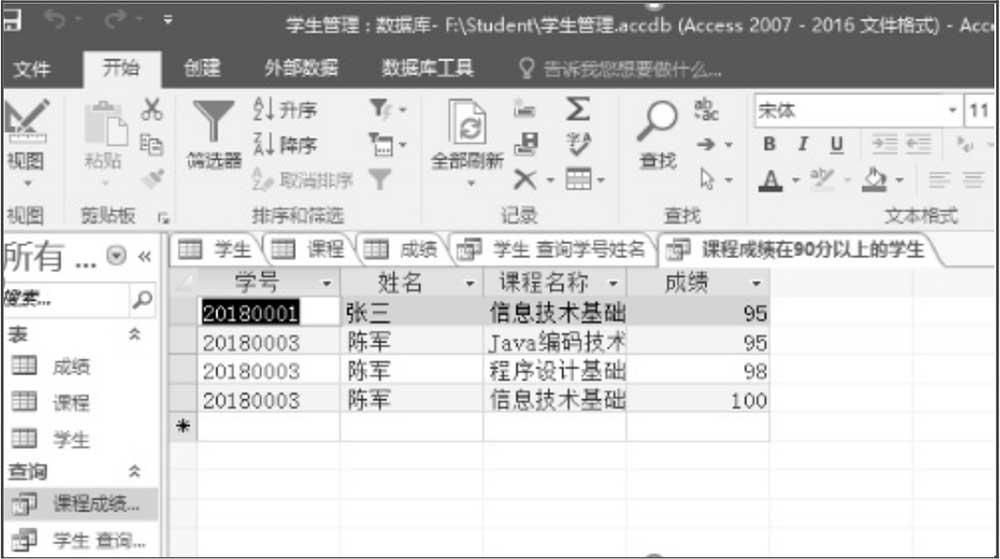 学生管理 : 数据库- F:\Student\学生管理.accdb (Access 2007 - 2016 文件格式) - Acce
文件 开始 创建 外部数据 数据库工具 告诉我您想要做什么...
视图 粘贴 筛选器 升序 降序 取消排序 全部刷新 查找 宋体 11
B I U
视图 剪贴板 排序和筛选 记录 查找 文本格式
所有 ... « 学生 课程 成绩 学生 查询学号姓名 课程成绩在90分以上的学生
搜索...
学号 姓名 课程名称 成绩
20180001 张三 信息技术基础 95
20180003 陈军 Java编码技术 95
20180003 陈军 程序设计基础 98
20180003 陈军 信息技术基础 100
表
成绩
课程
学生
查询
课程成绩...
学生 查询...